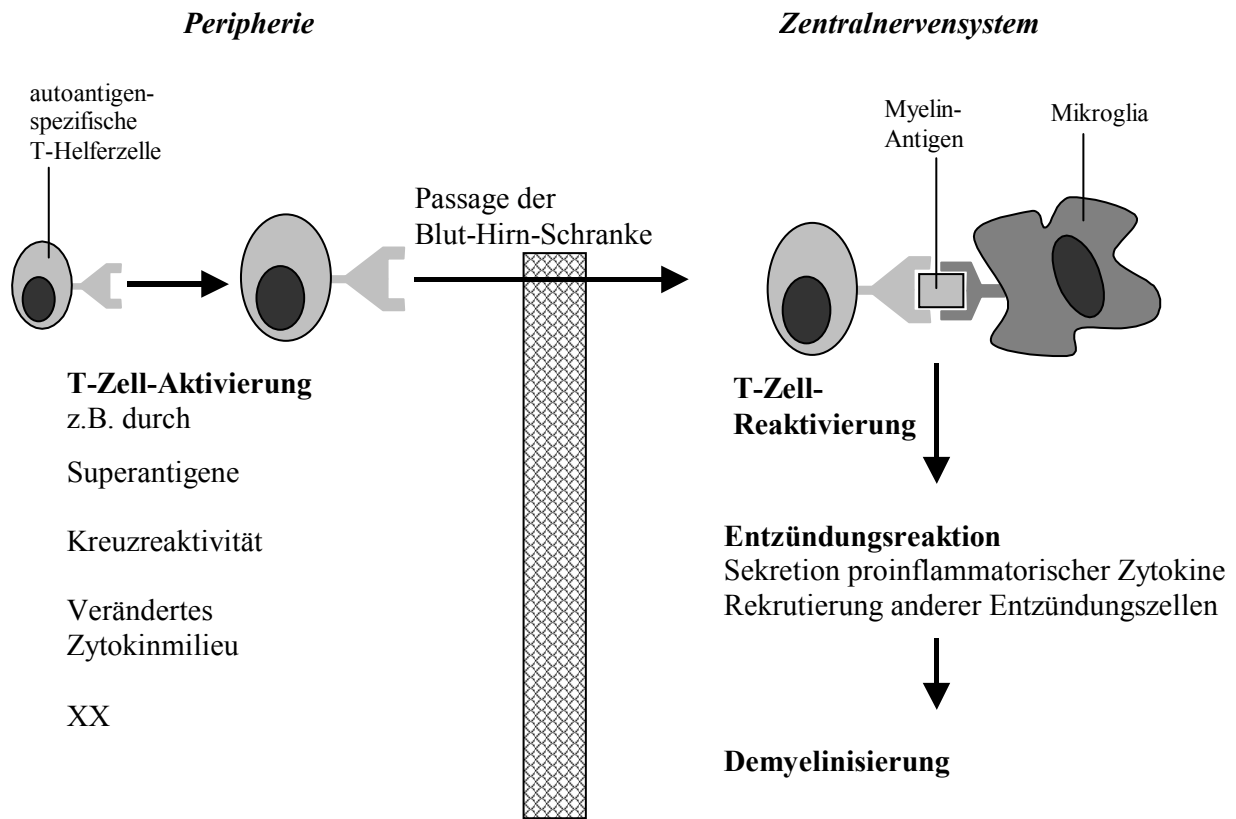 Peripherie
Zentralnervensystem
autoantigen-
spezifische
T-Helferzelle
Passage der
Blut-Hirn-Schranke
Myelin-
Antigen
Mikroglia
T-Zell-Aktivierung
z.B. durch
Superantigene
Kreuzreaktivität
Verändertes
Zytokinmilieu
XX
T-Zell-
Reaktivierung
Entzündungsreaktion
Sekretion proinflammatorischer Zytokine
Rekrutierung anderer Entzündungszellen
Demyelinisierung